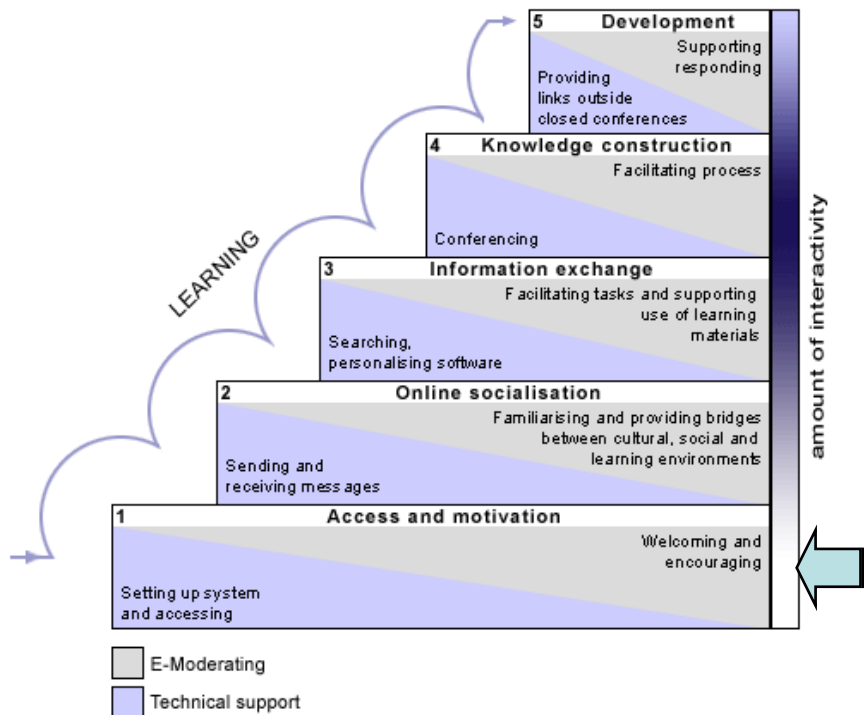 5 Development
Supporting
responding
Providing
links outside
closed conferences
4 Knowledge construction
Facilitating process
Conferencing
3 Information exchange
Facilitating tasks and supporting
use of learning
materials
Searching,
personalising software
2 Online socialisation
Familiarising and providing bridges
between cultural, social and
learning environments
Sending and
receiving messages
1 Access and motivation
Welcoming and
encouraging
Setting up system
and accessing
LEARNING
amount of interactivity
E-Moderating
Technical support